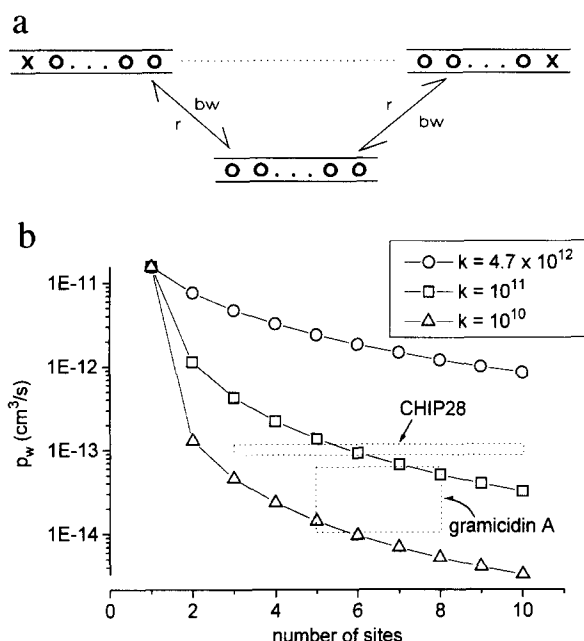 a
x o . . . o o
o o . . . o x
bw
r
r
bw
o o . . . o o
b
1E-11
1E-12
1E-13
1E-14
p_w (cm³/s)
k = 4.7 x 10¹²
k = 10¹¹
k = 10¹⁰
CHIP28
gramicidin A
0 2 4 6 8 10
number of sites